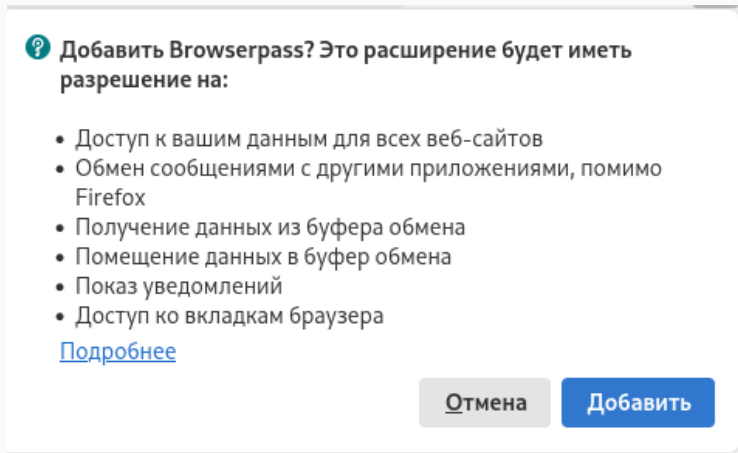 Добавить Browserpass? Это расширение будет иметь
разрешение на:
• Доступ к вашим данным для всех веб-сайтов
• Обмен сообщениями с другими приложениями, помимо
Firefox
• Получение данных из буфера обмена
• Помещение данных в буфер обмена
• Показ уведомлений
• Доступ ко вкладкам браузера
Подробнее
Отмена
Добавить